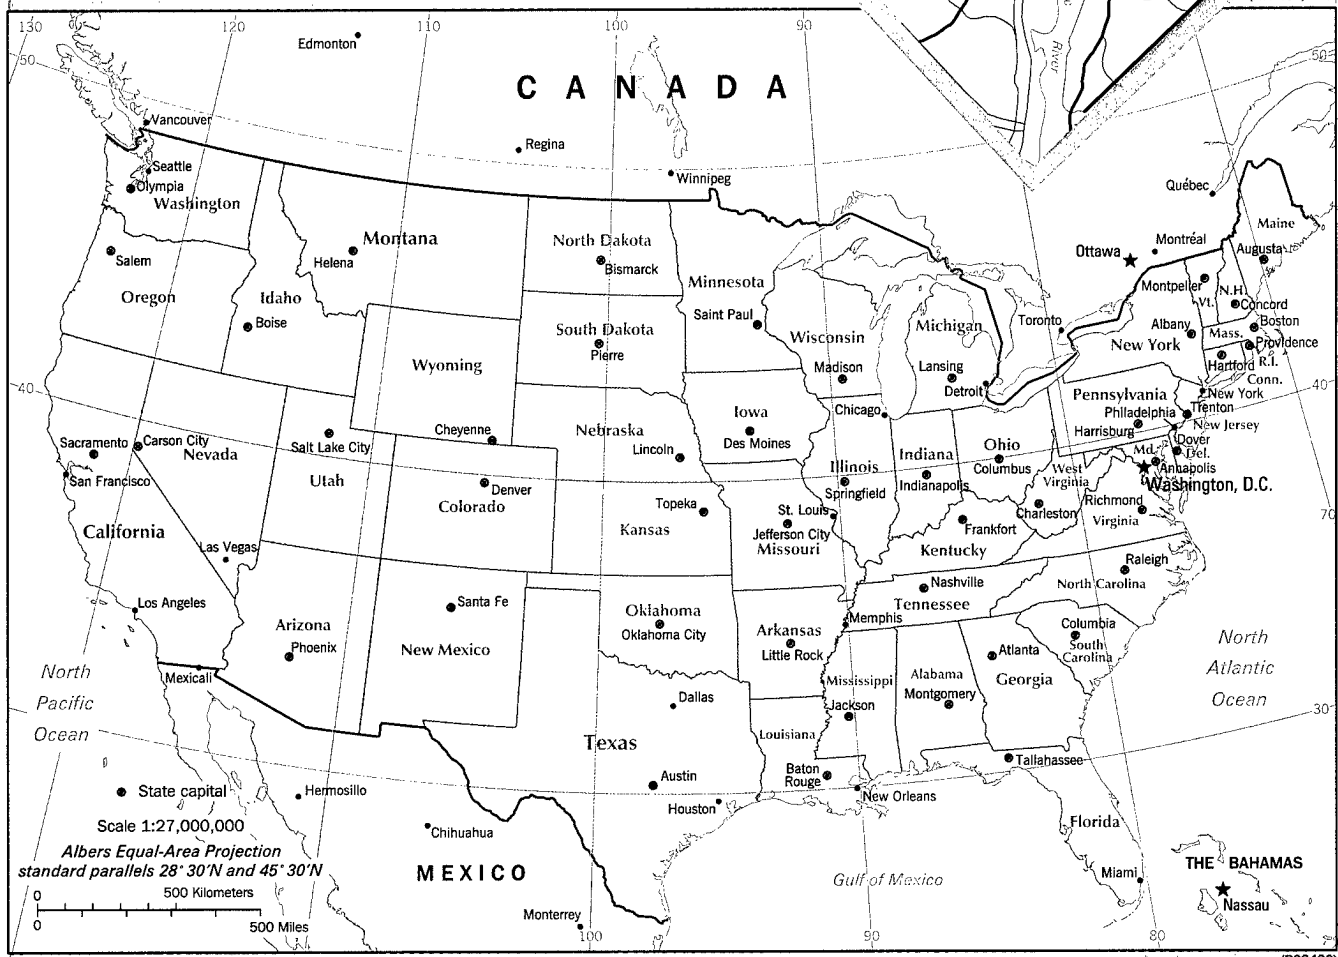 130
120
110
100
90
50
50
Edmonton
CANADA
River
Vancouver
Regina
Winnipeg
Seattle
Olympia
Washington
Québec
Maine
Montana
Helena
North Dakota
Bismarck
Ottawa
Montréal
Augusta
Salem
Oregon
Idaho
Boise
Minnesota
Saint Paul
Montpelier
Vt.
N.H.
Concord
South Dakota
Pierre
Wisconsin
Madison
Michigan
Lansing
Detroit
Toronto
Albany
New York
Mass.
Boston
Providence
Hartford
R.I.
Conn.
Wyoming
40
40
Chicago
Pennsylvania
Philadelphia
Harrisburg
New York
Trenton
New Jersey
Iowa
Des Moines
Cheyenne
Nebraska
Lincoln
Sacramento
Carson City
Nevada
Salt Lake City
Utah
San Francisco
Denver
Colorado
Illinois
Springfield
Indiana
Indianapolis
Ohio
Columbus
West
Virginia
Charleston
Md.
Dover
Del.
Annapolis
Washington, D.C.
Richmond
Virginia
70
Topeka
Kansas
St. Louis
Jefferson City
Missouri
Frankfort
Kentucky
California
Las Vegas
Raleigh
North Carolina
Los Angeles
Santa Fe
Nashville
Tennessee
Memphis
Arizona
Phoenix
New Mexico
Oklahoma
Oklahoma City
Arkansas
Little Rock
Columbia
South
Carolina
Atlanta
Georgia
North
Atlantic
Ocean
North
Pacific
Ocean
Mexicali
Dallas
Mississippi
Jackson
Alabama
Montgomery
30
Texas
Louisiana
Baton
Rouge
Tallahassee
Austin
Houston
New Orleans
State capital
Hermosillo
Scale 1:27,000,000
Albers Equal-Area Projection
standard parallels 28°30'N and 45°30'N
0 500 Kilometers
0 500 Miles
Chihuahua
MEXICO
Monterrey
Florida
Miami
Gulf of Mexico
THE BAHAMAS
Nassau
100
90
80